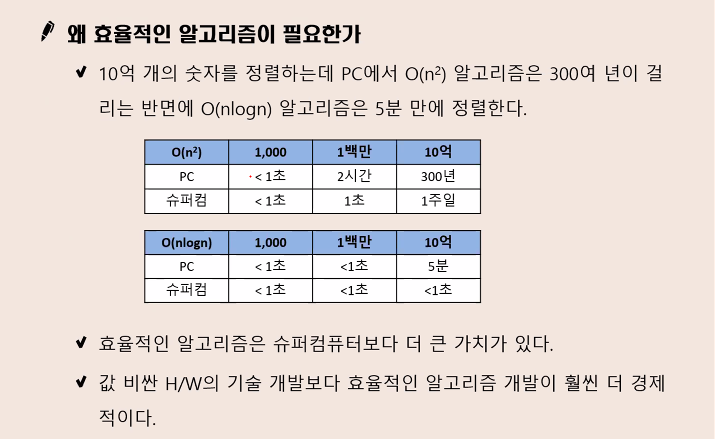 왜 효율적인 알고리즘이 필요한가
✔ 10억 개의 숫자를 정렬하는데 PC에서 O(n²) 알고리즘은 300여 년이 걸
리는 반면에 O(nlogn) 알고리즘은 5분 만에 정렬한다.
O(n²) 1,000 1백만 10억
PC < 1초 2시간 300년
슈퍼컴 < 1초 1초 1주일
O(nlogn) 1,000 1백만 10억
PC < 1초 <1초 5분
슈퍼컴 < 1초 <1초 <1초
✔ 효율적인 알고리즘은 슈퍼컴퓨터보다 더 큰 가치가 있다.
✔ 값 비싼 H/W의 기술 개발보다 효율적인 알고리즘 개발이 훨씬 더 경제
적이다.